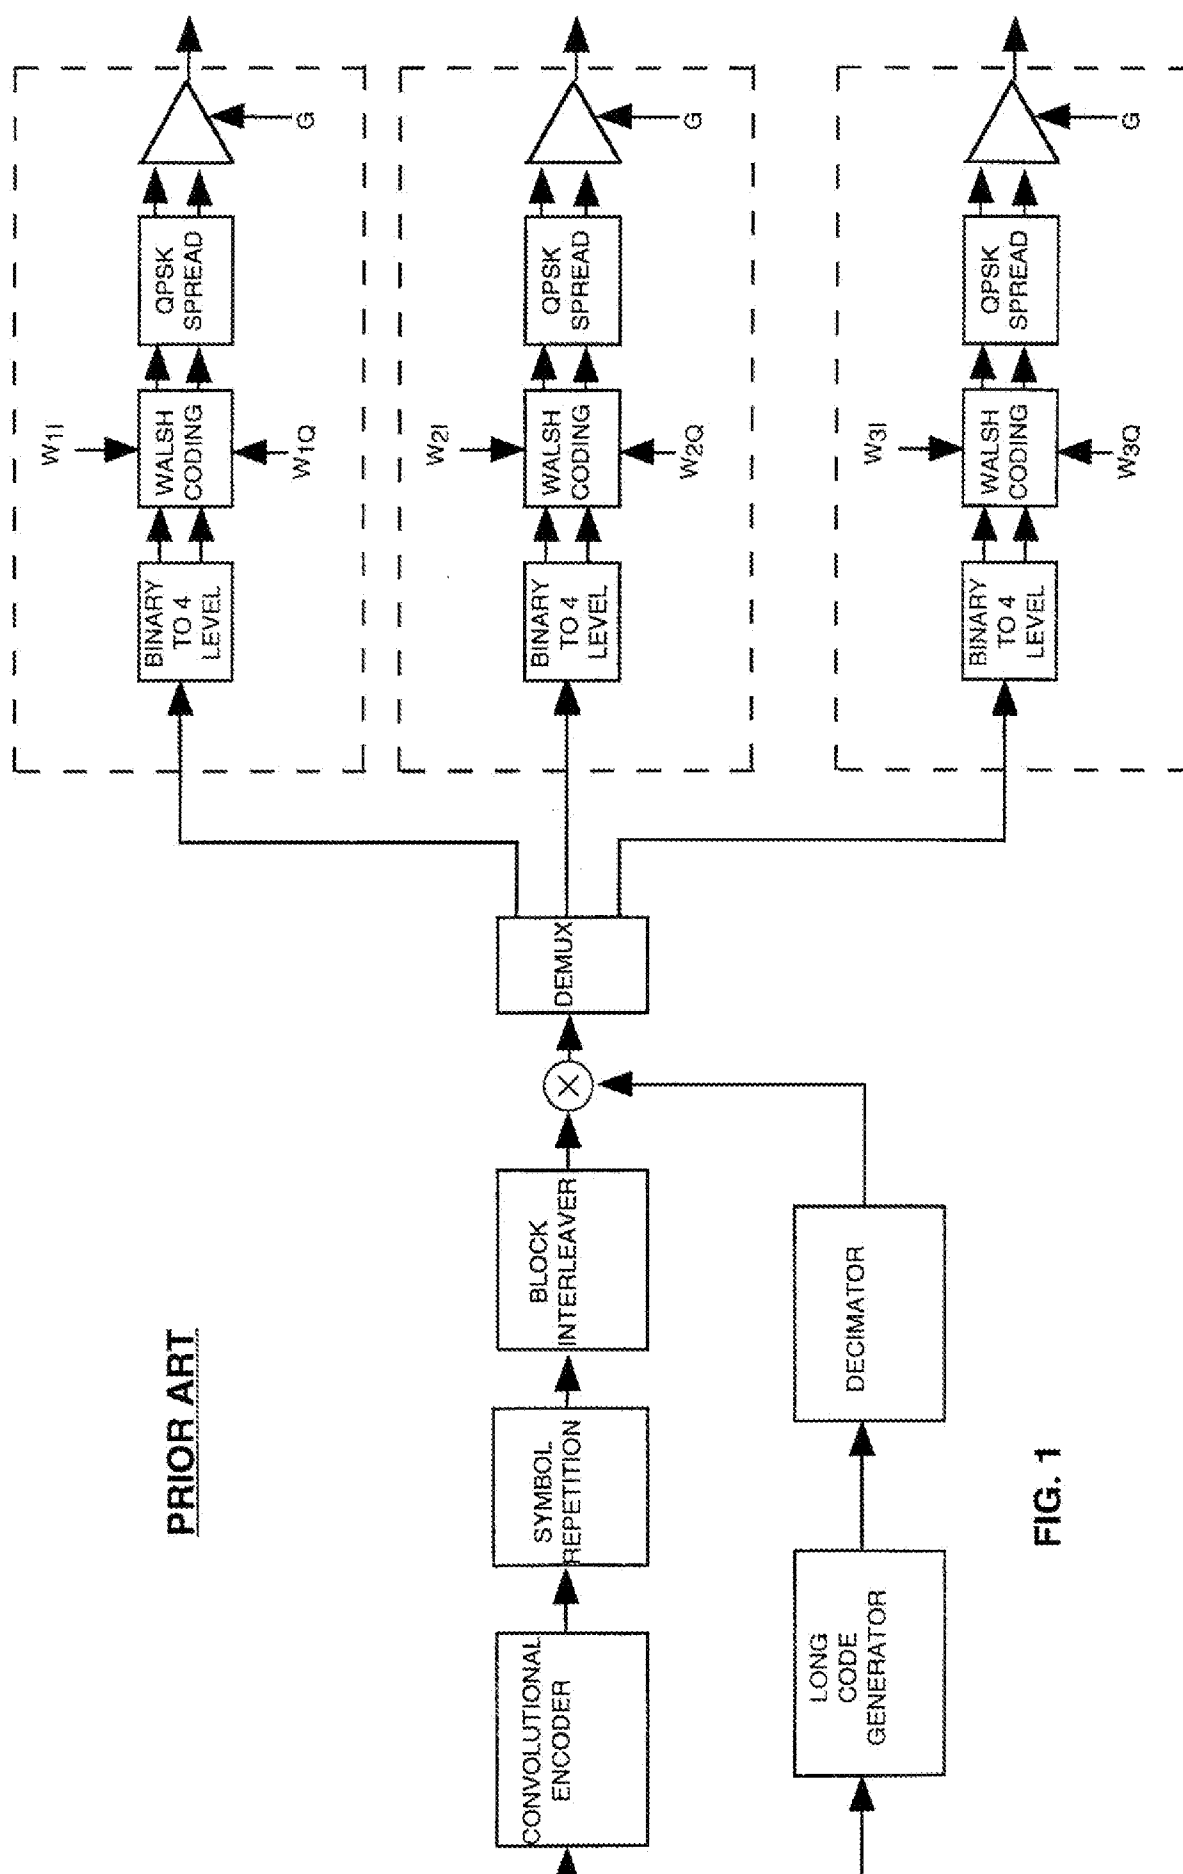 PRIOR ART
CONVOLUTIONAL
ENCODER
SYMBOL
REPETITION
BLOCK
INTERLEAVER
DEMUX
LONG
CODE
GENERATOR
DECIMATOR
BINARY
TO 4
LEVEL
W1I
WALSH
CODING
W1Q
QPSK
SPREAD
G
BINARY
TO 4
LEVEL
W2I
WALSH
CODING
W2Q
QPSK
SPREAD
G
BINARY
TO 4
LEVEL
W3I
WALSH
CODING
W3Q
QPSK
SPREAD
G
FIG. 1